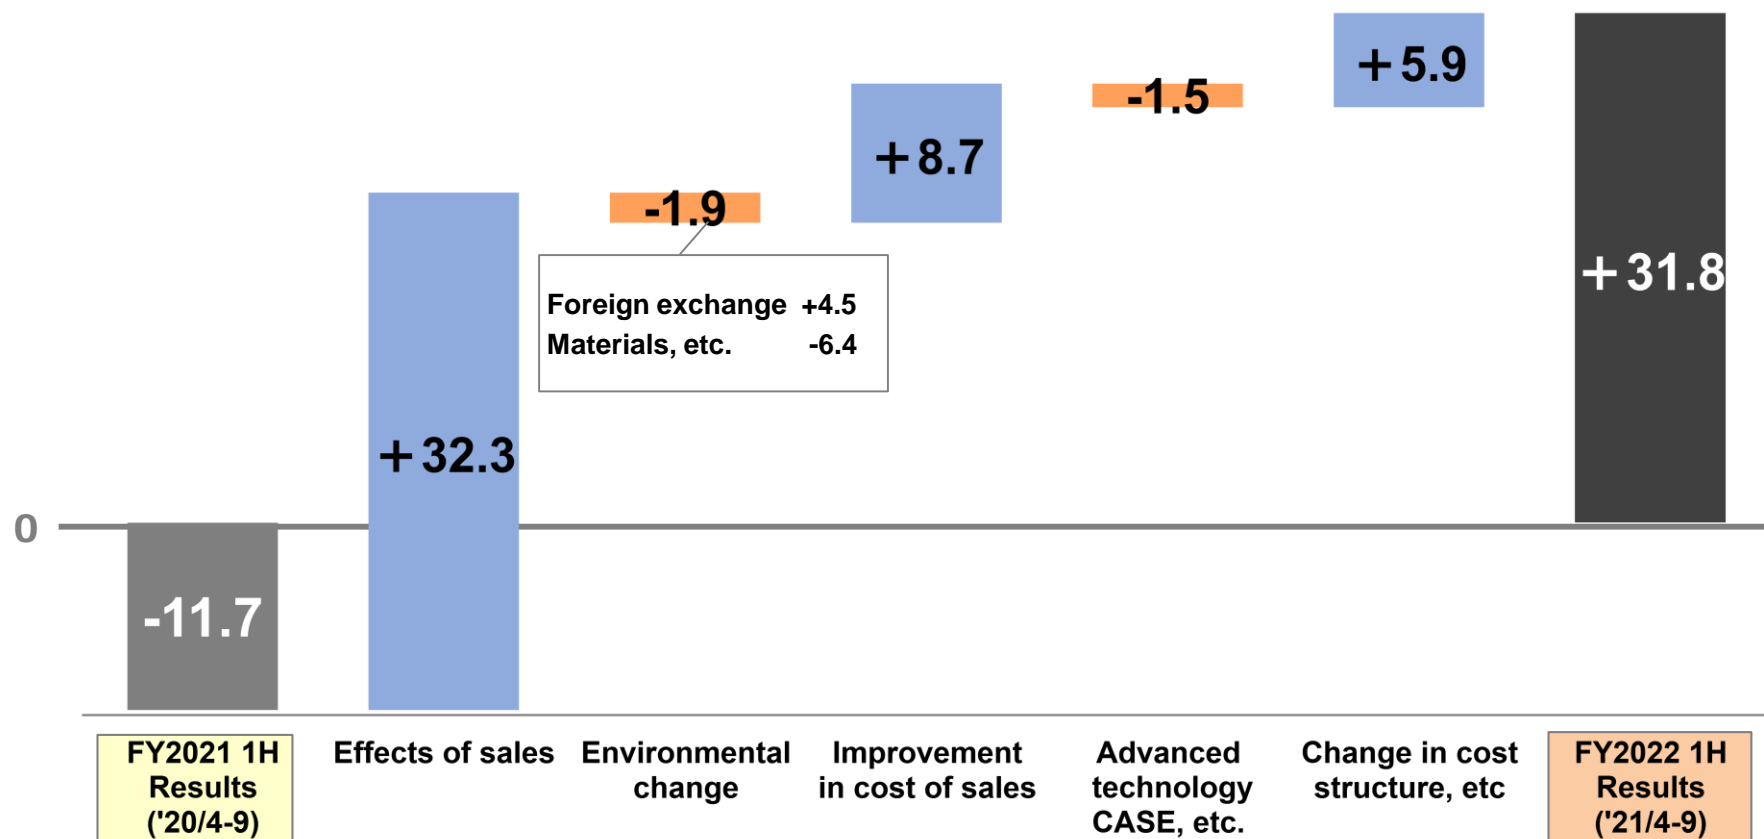 +5.9
-1.5
+8.7
-1.9
+31.8
Foreign exchange +4.5
Materials, etc. -6.4
+32.3
0
-11.7
FY2021 1H
Results
('20/4-9)
Effects of sales
Environmental
change
Improvement
in cost of sales
Advanced
technology
CASE, etc.
Change in cost
structure, etc
FY2022 1H
Results
('21/4-9)